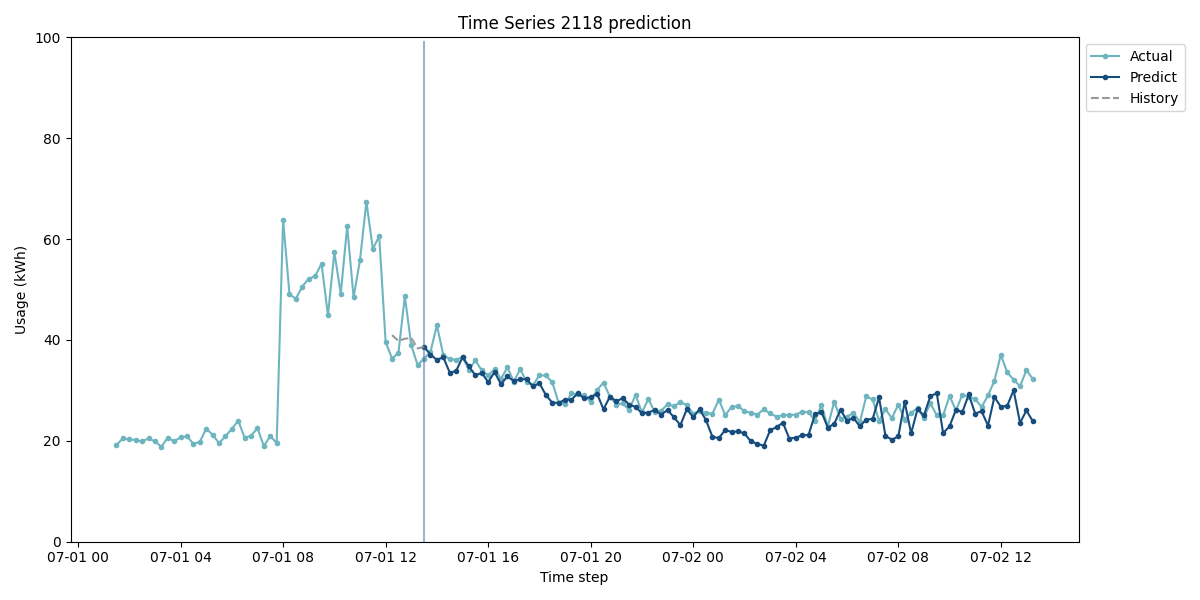 Time Series 2118 prediction
Usage (kWh)
100
80
60
40
20
0
07-01 00
07-01 04
07-01 08
07-01 12
07-01 16
07-01 20
07-02 00
07-02 04
07-02 08
07-02 12
Time step
Actual
Predict
History